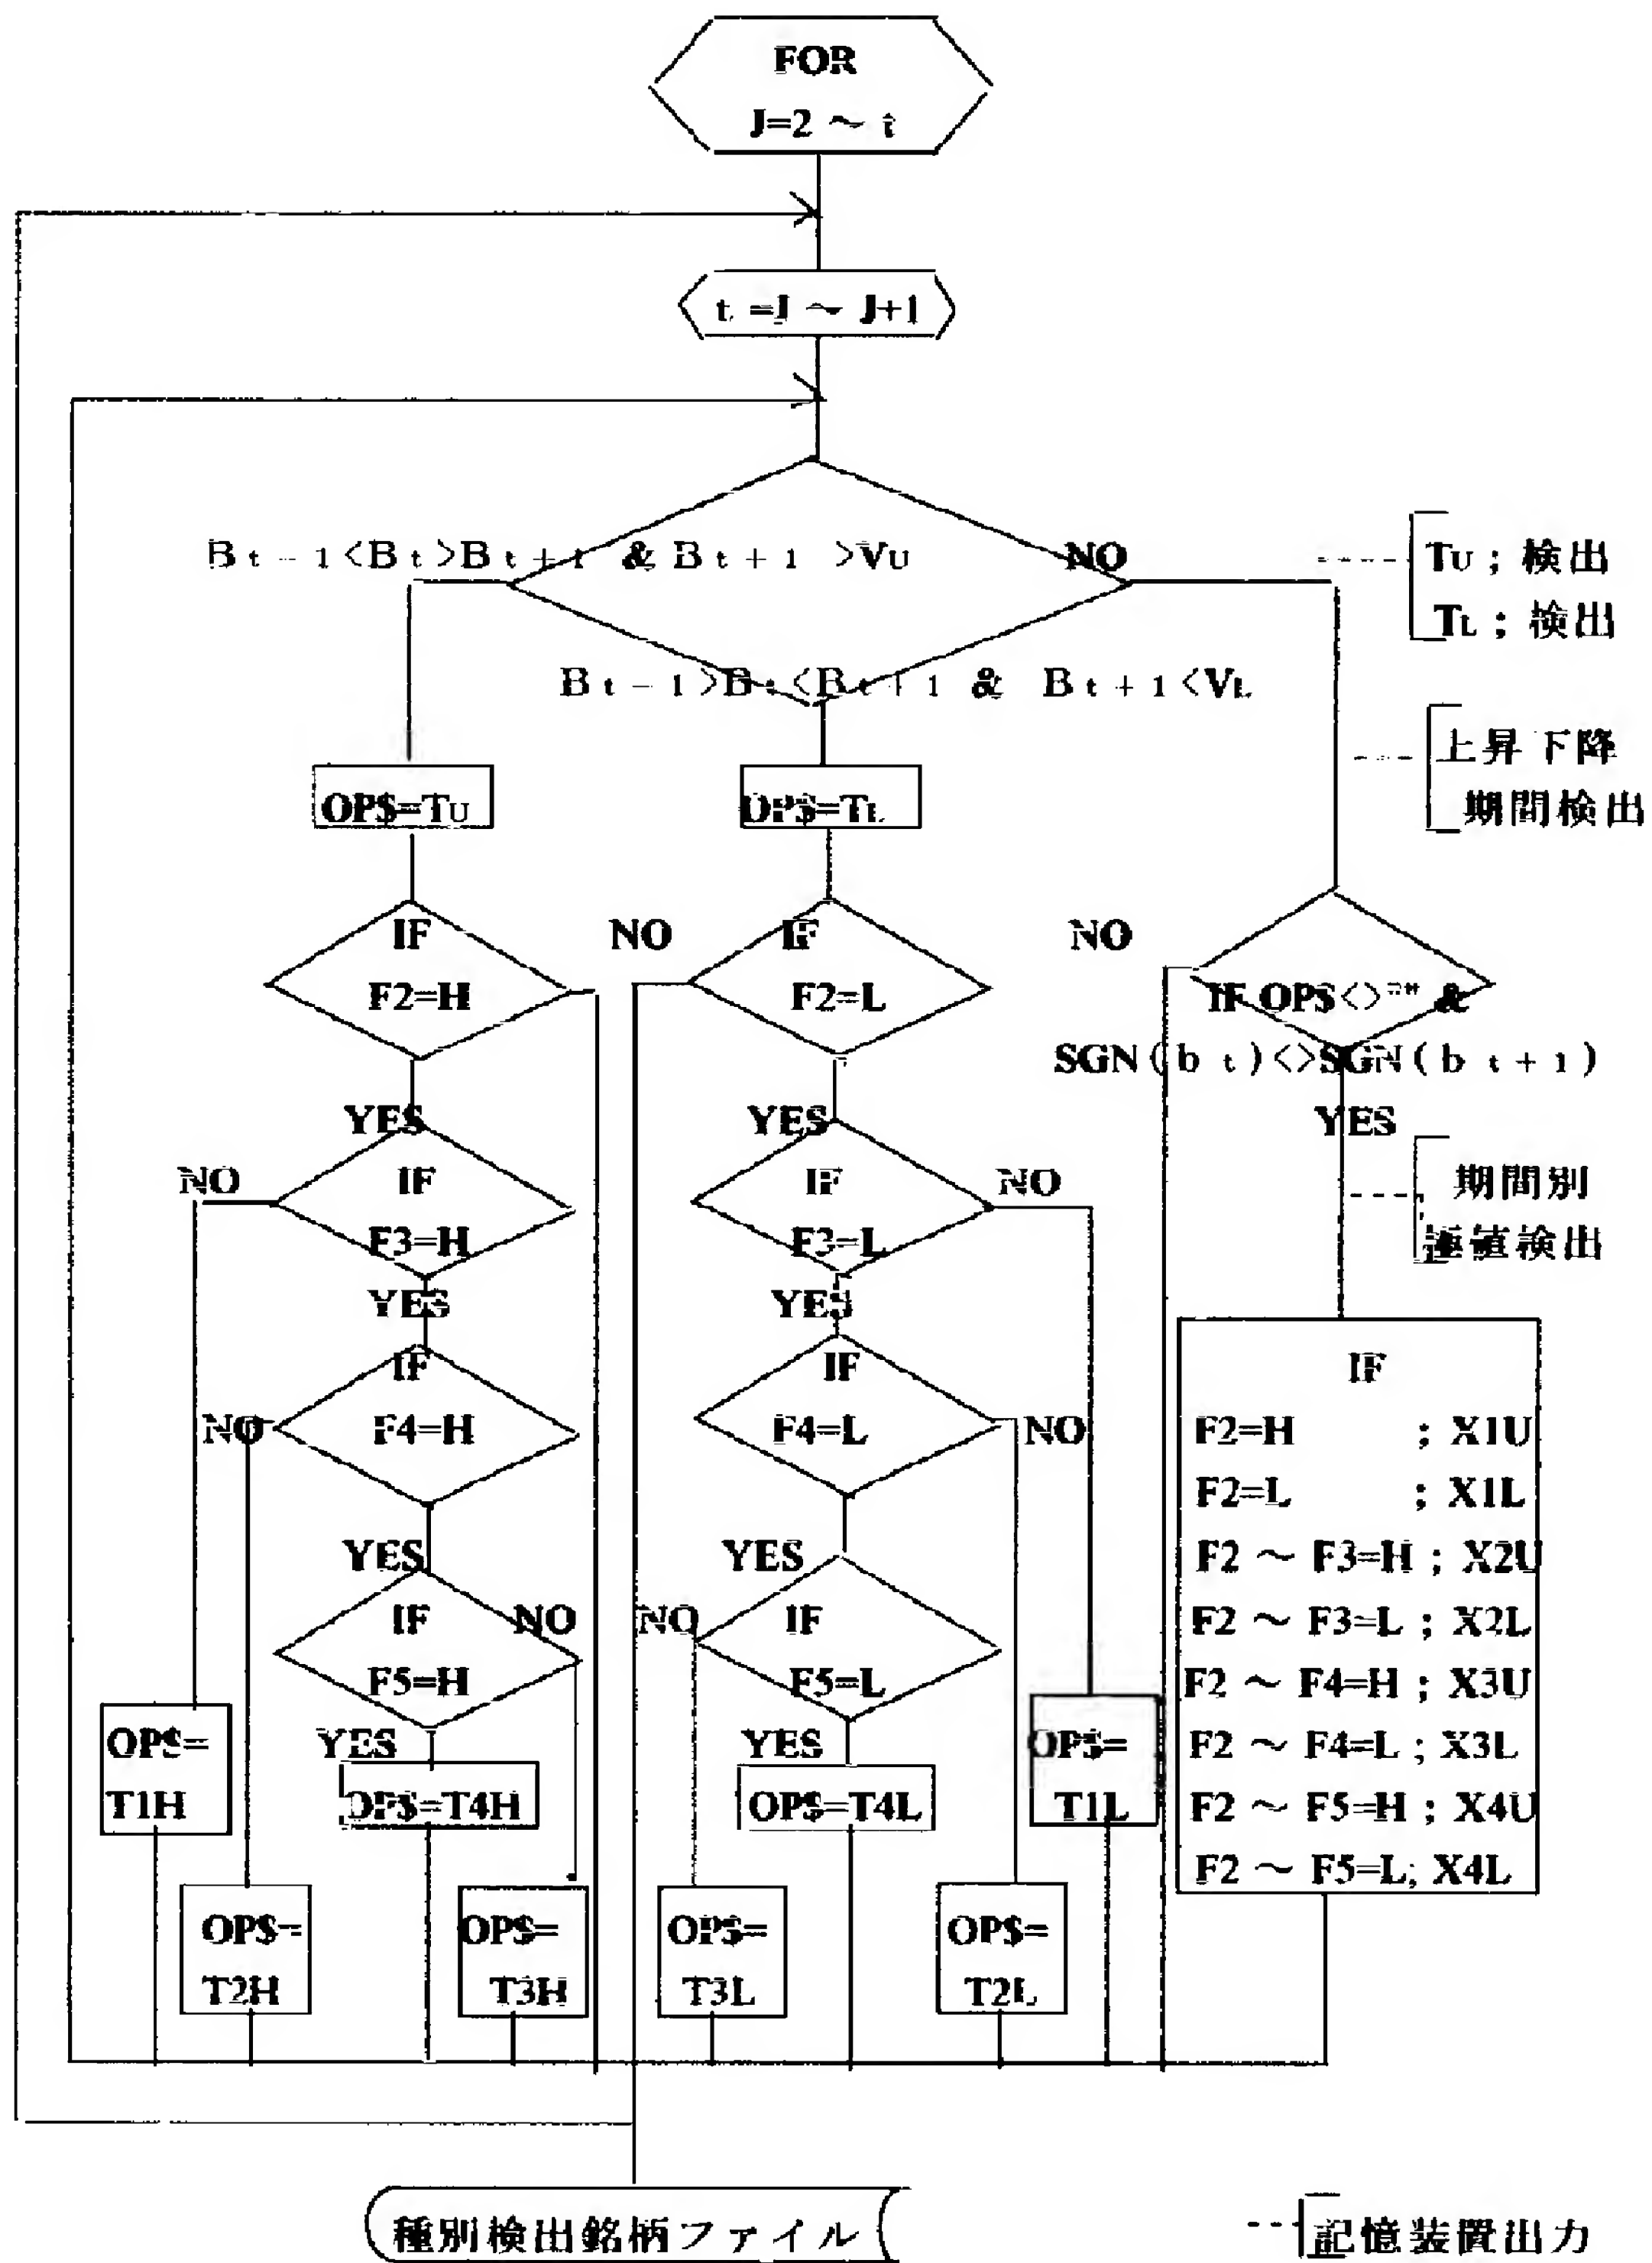 FOR
J=2 ～ t
t =J ～ J+1
B t - 1<B t>B t + 1 & B t + 1 >VU
NO
TU ; 検出
TL ; 検出
B t - 1>B t<B t + 1 & B t + 1<VL
上昇下降
期間検出
OP$=TU
OP$=TL
IF
F2=H
NO
IF
F2=L
NO
IF OP$<>"" &
SGN(b t)<>SGN(b t + 1)
YES
YES
YES
NO
IF
F3=H
IF
F3=L
NO
期間別
極値検出
YES
YES
IF
NO
F4=H
IF
F4=L
NO
YES
YES
IF
F5=H
NO
NO
IF
F5=L
IF
F2=H ; X1U
F2=L ; X1L
F2 ～ F3=H ; X2U
F2 ～ F3=L ; X2L
F2 ～ F4=H ; X3U
F2 ～ F4=L ; X3L
F2 ～ F5=H ; X4U
F2 ～ F5=L; X4L
OP$=
T1H
YES
OP$=T4H
YES
OP$=T4L
OP$=
T1L
OP$=
T2H
OP$=
T3H
OP$=
T3L
OP$=
T2L
種別検出銘柄ファイル
記憶装置出力